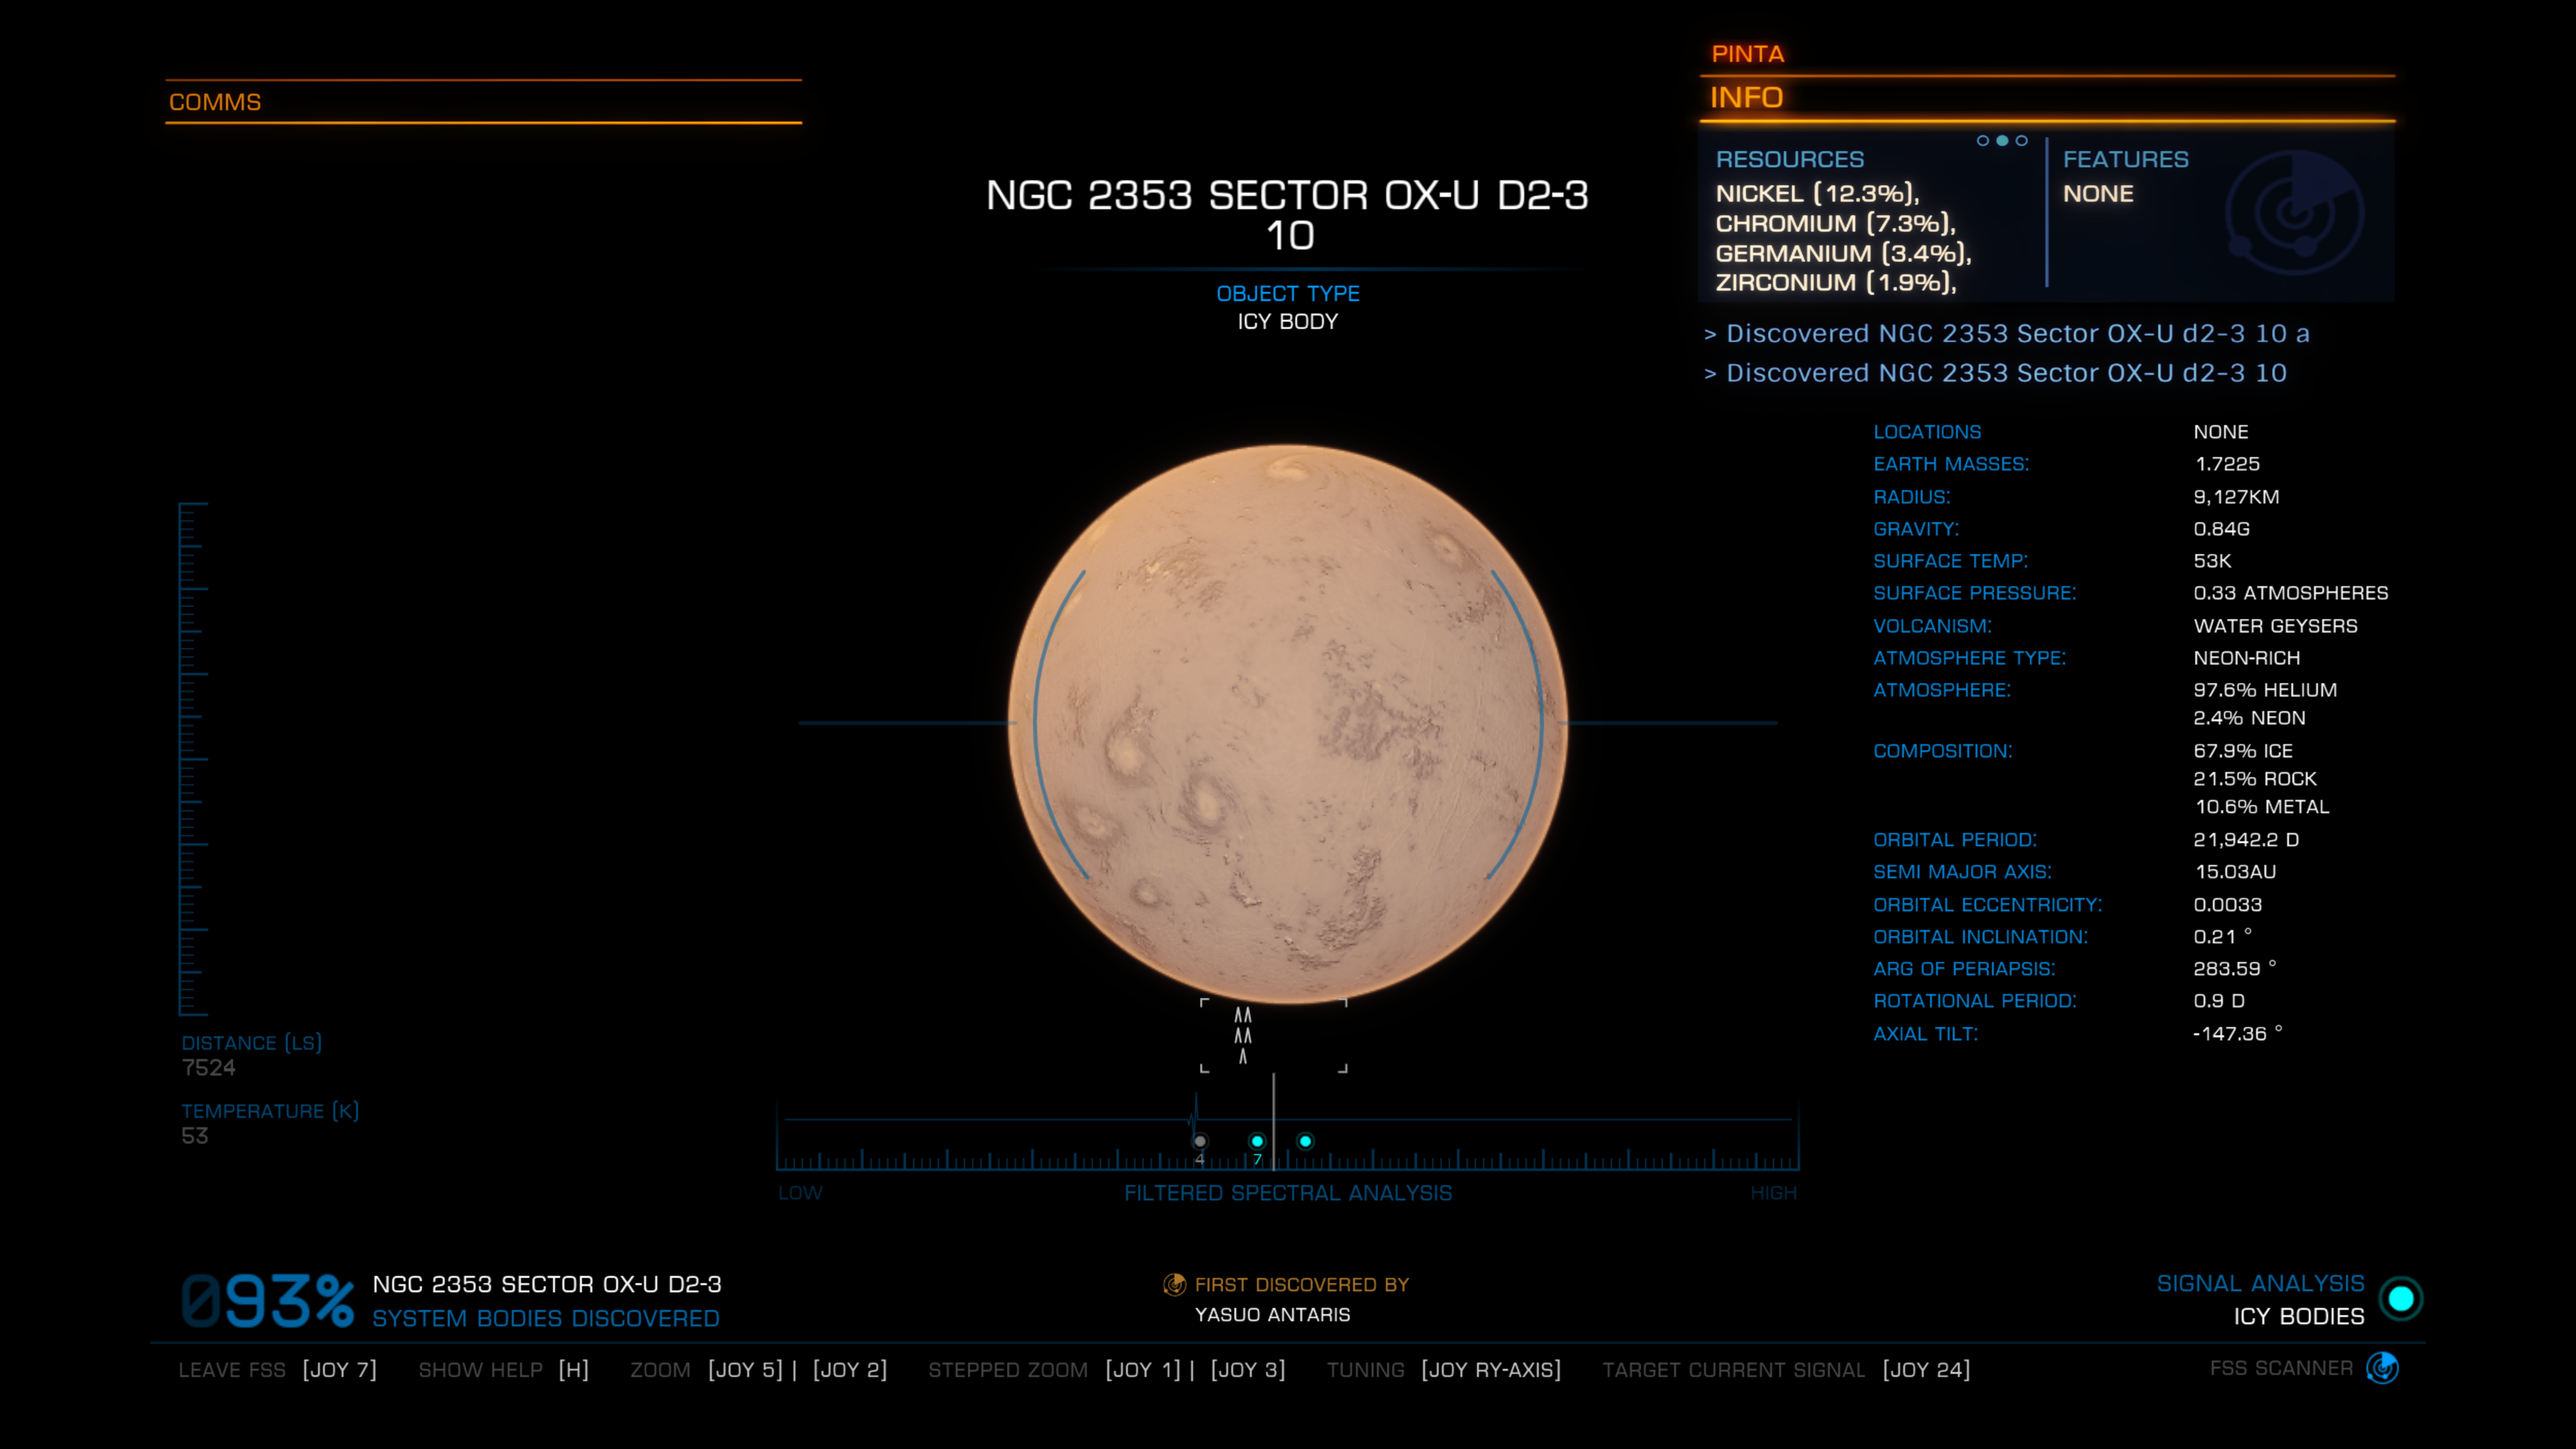 PINTA
COMMS
INFO
RESOURCES
NICKEL (12.3%),
CHROMIUM (7.3%),
GERMANIUM (3.4%),
ZIRCONIUM (1.9%),
FEATURES
NONE
NGC 2353 SECTOR OX-U D2-3
10
OBJECT TYPE
ICY BODY
> Discovered NGC 2353 Sector OX-U d2-3 10 a
> Discovered NGC 2353 Sector OX-U d2-3 10
LOCATIONS NONE
EARTH MASSES: 1.7225
RADIUS: 9,127KM
GRAVITY: 0.84G
SURFACE TEMP: 53K
SURFACE PRESSURE: 0.33 ATMOSPHERES
VOLCANISM: WATER GEYSERS
ATMOSPHERE TYPE: NEON-RICH
ATMOSPHERE: 97.6% HELIUM
2.4% NEON
COMPOSITION: 67.9% ICE
21.5% ROCK
10.6% METAL
ORBITAL PERIOD: 21,942.2 D
SEMI MAJOR AXIS: 15.03AU
ORBITAL ECCENTRICITY: 0.0033
ORBITAL INCLINATION: 0.21 °
ARG OF PERIAPSIS: 283.59 °
ROTATIONAL PERIOD: 0.9 D
AXIAL TILT: -147.36 °
DISTANCE (LS)
7524
TEMPERATURE (K)
53
4 7
LOW FILTERED SPECTRAL ANALYSIS HIGH
093% NGC 2353 SECTOR OX-U D2-3
SYSTEM BODIES DISCOVERED
FIRST DISCOVERED BY
YASUO ANTARIS
SIGNAL ANALYSIS
ICY BODIES
LEAVE FSS [JOY 7] SHOW HELP [H] ZOOM [JOY 5] | [JOY 2] STEPPED ZOOM [JOY 1] | [JOY 3] TUNING [JOY RY-AXIS] TARGET CURRENT SIGNAL [JOY 24] FSS SCANNER